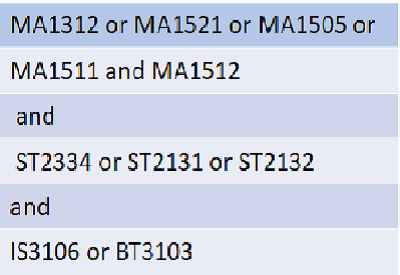 MA1312 or MA1521 or MA1505 or
MA1511 and MA1512
and
ST2334 or ST2131 or ST2132
and
IS3106 or BT3103